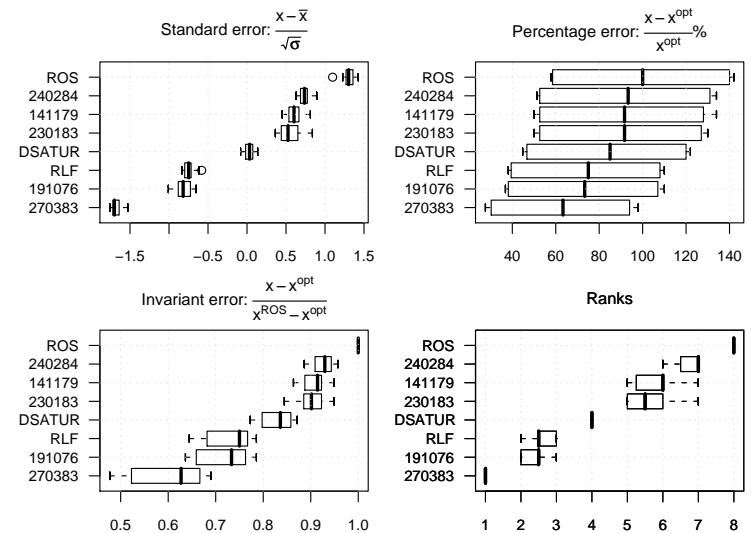 Standard error: x − x̄ / √σ
ROS
240284
141179
230183
DSATUR
RLF
191076
270383
−1.5 −0.5 0.0 0.5 1.0 1.5
Percentage error: x − x^opt / x^opt %
ROS
240284
141179
230183
DSATUR
RLF
191076
270383
40 60 80 100 120 140
Invariant error: x − x^opt / x^ROS − x^opt
ROS
240284
141179
230183
DSATUR
RLF
191076
270383
0.5 0.6 0.7 0.8 0.9 1.0
Ranks
ROS
240284
141179
230183
DSATUR
RLF
191076
270383
1 2 3 4 5 6 7 8